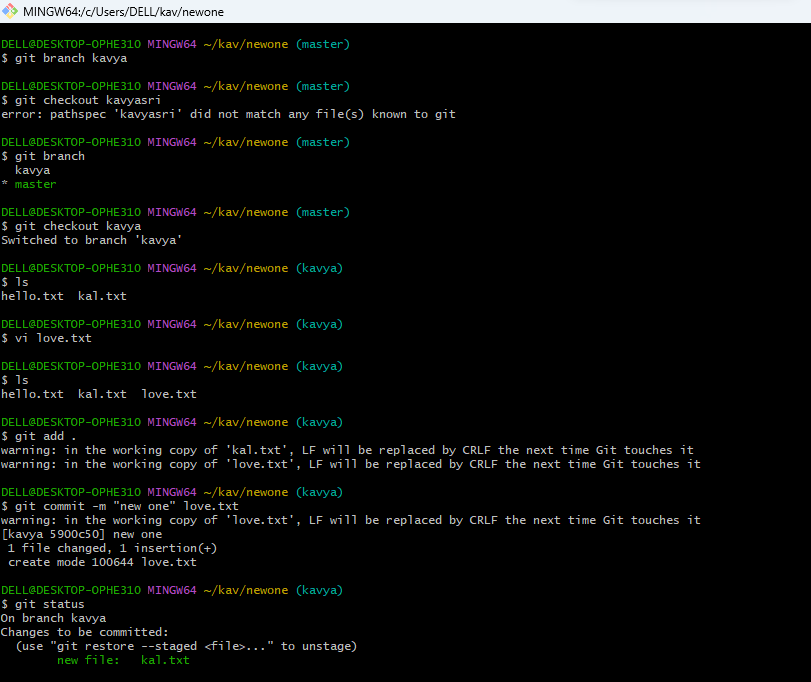 MINGW64:/c/Users/DELL/kav/newone
DELL@DESKTOP-OPHE31O MINGW64 ~/kav/newone (master)
$ git branch kavya
DELL@DESKTOP-OPHE31O MINGW64 ~/kav/newone (master)
$ git checkout kavyasri
error: pathspec 'kavyasri' did not match any file(s) known to git
DELL@DESKTOP-OPHE31O MINGW64 ~/kav/newone (master)
$ git branch
  kavya
* master
DELL@DESKTOP-OPHE31O MINGW64 ~/kav/newone (master)
$ git checkout kavya
Switched to branch 'kavya'
DELL@DESKTOP-OPHE31O MINGW64 ~/kav/newone (kavya)
$ ls
hello.txt  kal.txt
DELL@DESKTOP-OPHE31O MINGW64 ~/kav/newone (kavya)
$ vi love.txt
DELL@DESKTOP-OPHE31O MINGW64 ~/kav/newone (kavya)
$ ls
hello.txt  kal.txt  love.txt
DELL@DESKTOP-OPHE31O MINGW64 ~/kav/newone (kavya)
$ git add .
warning: in the working copy of 'kal.txt', LF will be replaced by CRLF the next time Git touches it
warning: in the working copy of 'love.txt', LF will be replaced by CRLF the next time Git touches it
DELL@DESKTOP-OPHE31O MINGW64 ~/kav/newone (kavya)
$ git commit -m "new one" love.txt
warning: in the working copy of 'love.txt', LF will be replaced by CRLF the next time Git touches it
[kavya 5900c50] new one
 1 file changed, 1 insertion(+)
 create mode 100644 love.txt
DELL@DESKTOP-OPHE31O MINGW64 ~/kav/newone (kavya)
$ git status
On branch kavya
Changes to be committed:
  (use "git restore --staged <file>..." to unstage)
        new file:   kal.txt